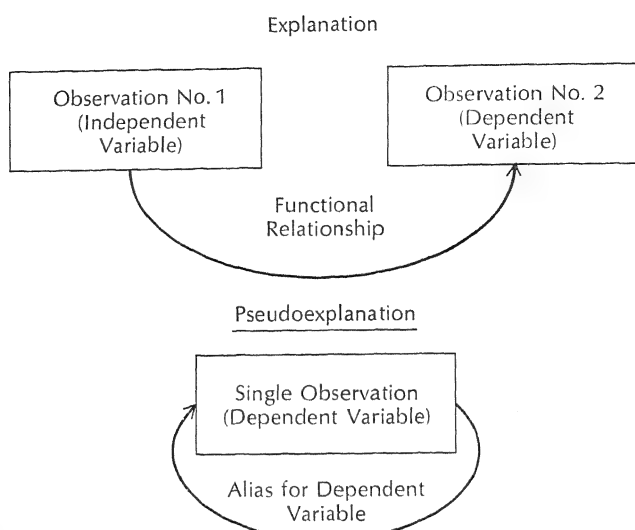 Explanation
Observation No. 1
(Independent
Variable)
Observation No. 2
(Dependent
Variable)
Functional
Relationship
Pseudoexplanation
Single Observation
(Dependent Variable)
Alias for Dependent
Variable